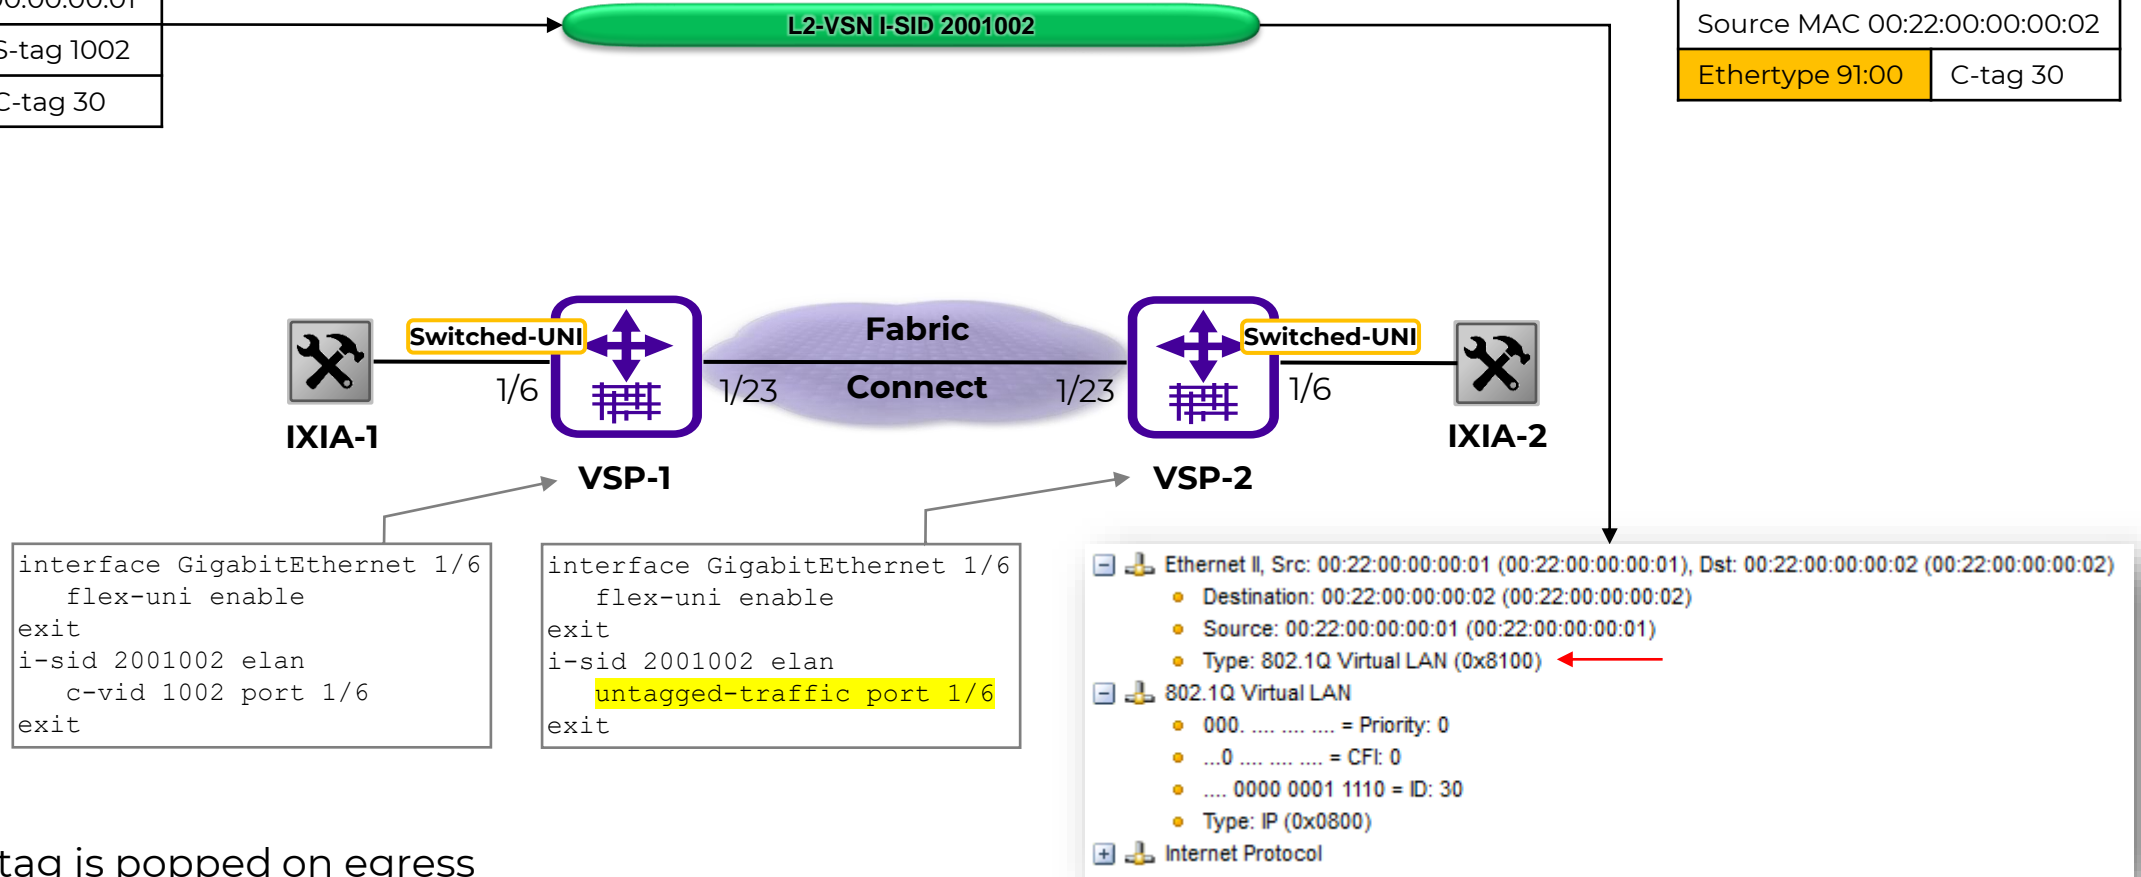 00:00:00:01
S-tag 1002
C-tag 30
L2-VSN I-SID 2001002
Source MAC 00:22:00:00:00:02
Ethertype 91:00 C-tag 30
Switched-UNI
Fabric
Connect
Switched-UNI
1/6
1/23
1/23
1/6
IXIA-1
IXIA-2
VSP-1
VSP-2
interface GigabitEthernet 1/6
flex-uni enable
exit
i-sid 2001002 elan
c-vid 1002 port 1/6
exit
interface GigabitEthernet 1/6
flex-uni enable
exit
i-sid 2001002 elan
untagged-traffic port 1/6
exit
Ethernet II, Src: 00:22:00:00:00:01 (00:22:00:00:00:01), Dst: 00:22:00:00:00:02 (00:22:00:00:00:02)
Destination: 00:22:00:00:00:02 (00:22:00:00:00:02)
Source: 00:22:00:00:00:01 (00:22:00:00:00:01)
Type: 802.1Q Virtual LAN (0x8100)
802.1Q Virtual LAN
000. .... .... .... = Priority: 0
...0 .... .... .... = CFI: 0
.... 0000 0001 1110 = ID: 30
Type: IP (0x0800)
Internet Protocol
tag is popped on egress